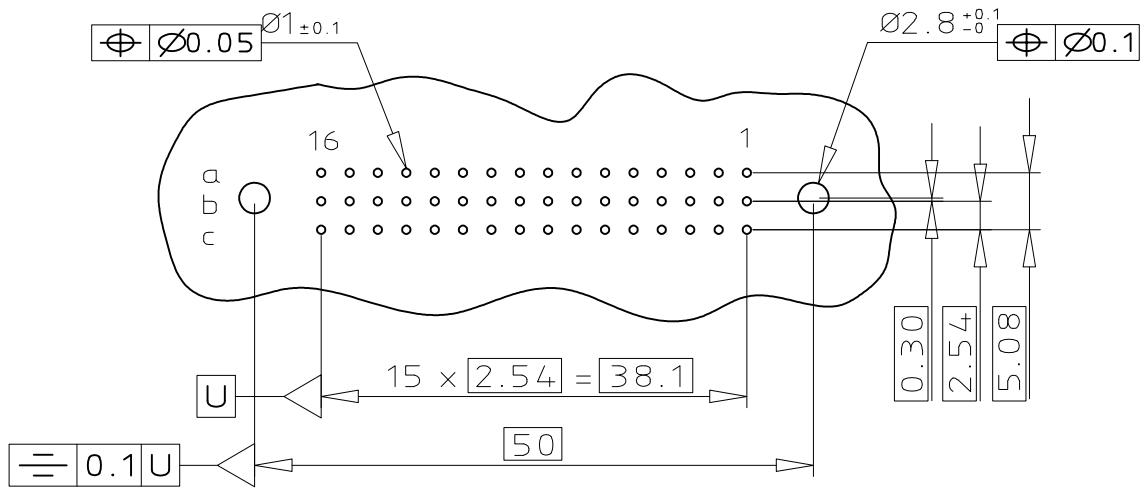 Ø1±0.1
Ø2.8 +0.1 -0
⌖ Ø0.05
⌖ Ø0.1
16 1
a
b
c
0.30
2.54
5.08
15 x 2.54 = 38.1
U
50
⌯ 0.1 U